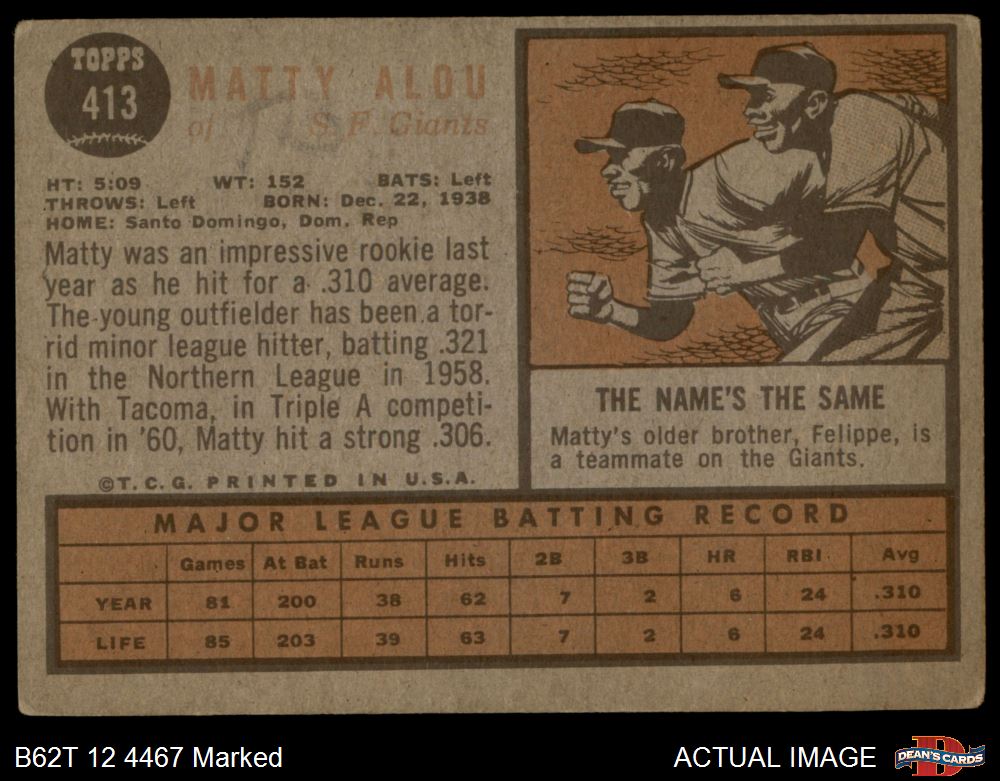 TOPPS
413
MATTY ALOU
of S. F. Giants
HT: 5:09 WT: 152 BATS: Left
THROWS: Left BORN: Dec. 22, 1938
HOME: Santo Domingo, Dom. Rep
Matty was an impressive rookie last
year as he hit for a .310 average.
The young outfielder has been a tor-
rid minor league hitter, batting .321
in the Northern League in 1958.
With Tacoma, in Triple A competi-
tion in '60, Matty hit a strong .306.
©T. C. G. PRINTED IN U.S.A.
THE NAME'S THE SAME
Matty's older brother, Felippe, is
a teammate on the Giants.
MAJOR LEAGUE BATTING RECORD
Games At Bat Runs Hits 2B 3B HR RBI Avg
YEAR 81 200 38 62 7 2 6 24 .310
LIFE 85 203 39 63 7 2 6 24 .310
B62T 12 4467 Marked
ACTUAL IMAGE
DEAN'S CARDS